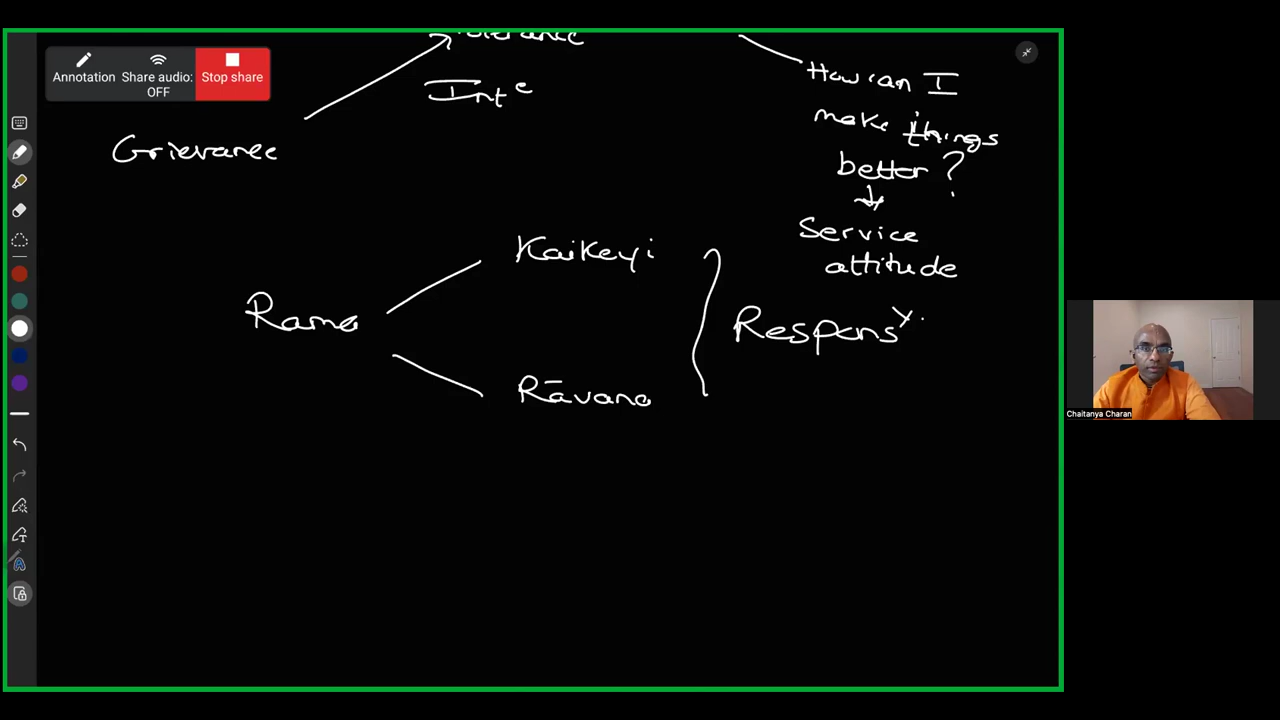 Annotation
Share audio:
OFF
Stop share
Int e
Grievance
How can I
make things
better ?
Service
attitude
Rama
Kaikeyi
Rāvana
Respons y.
Chaitanya Charan